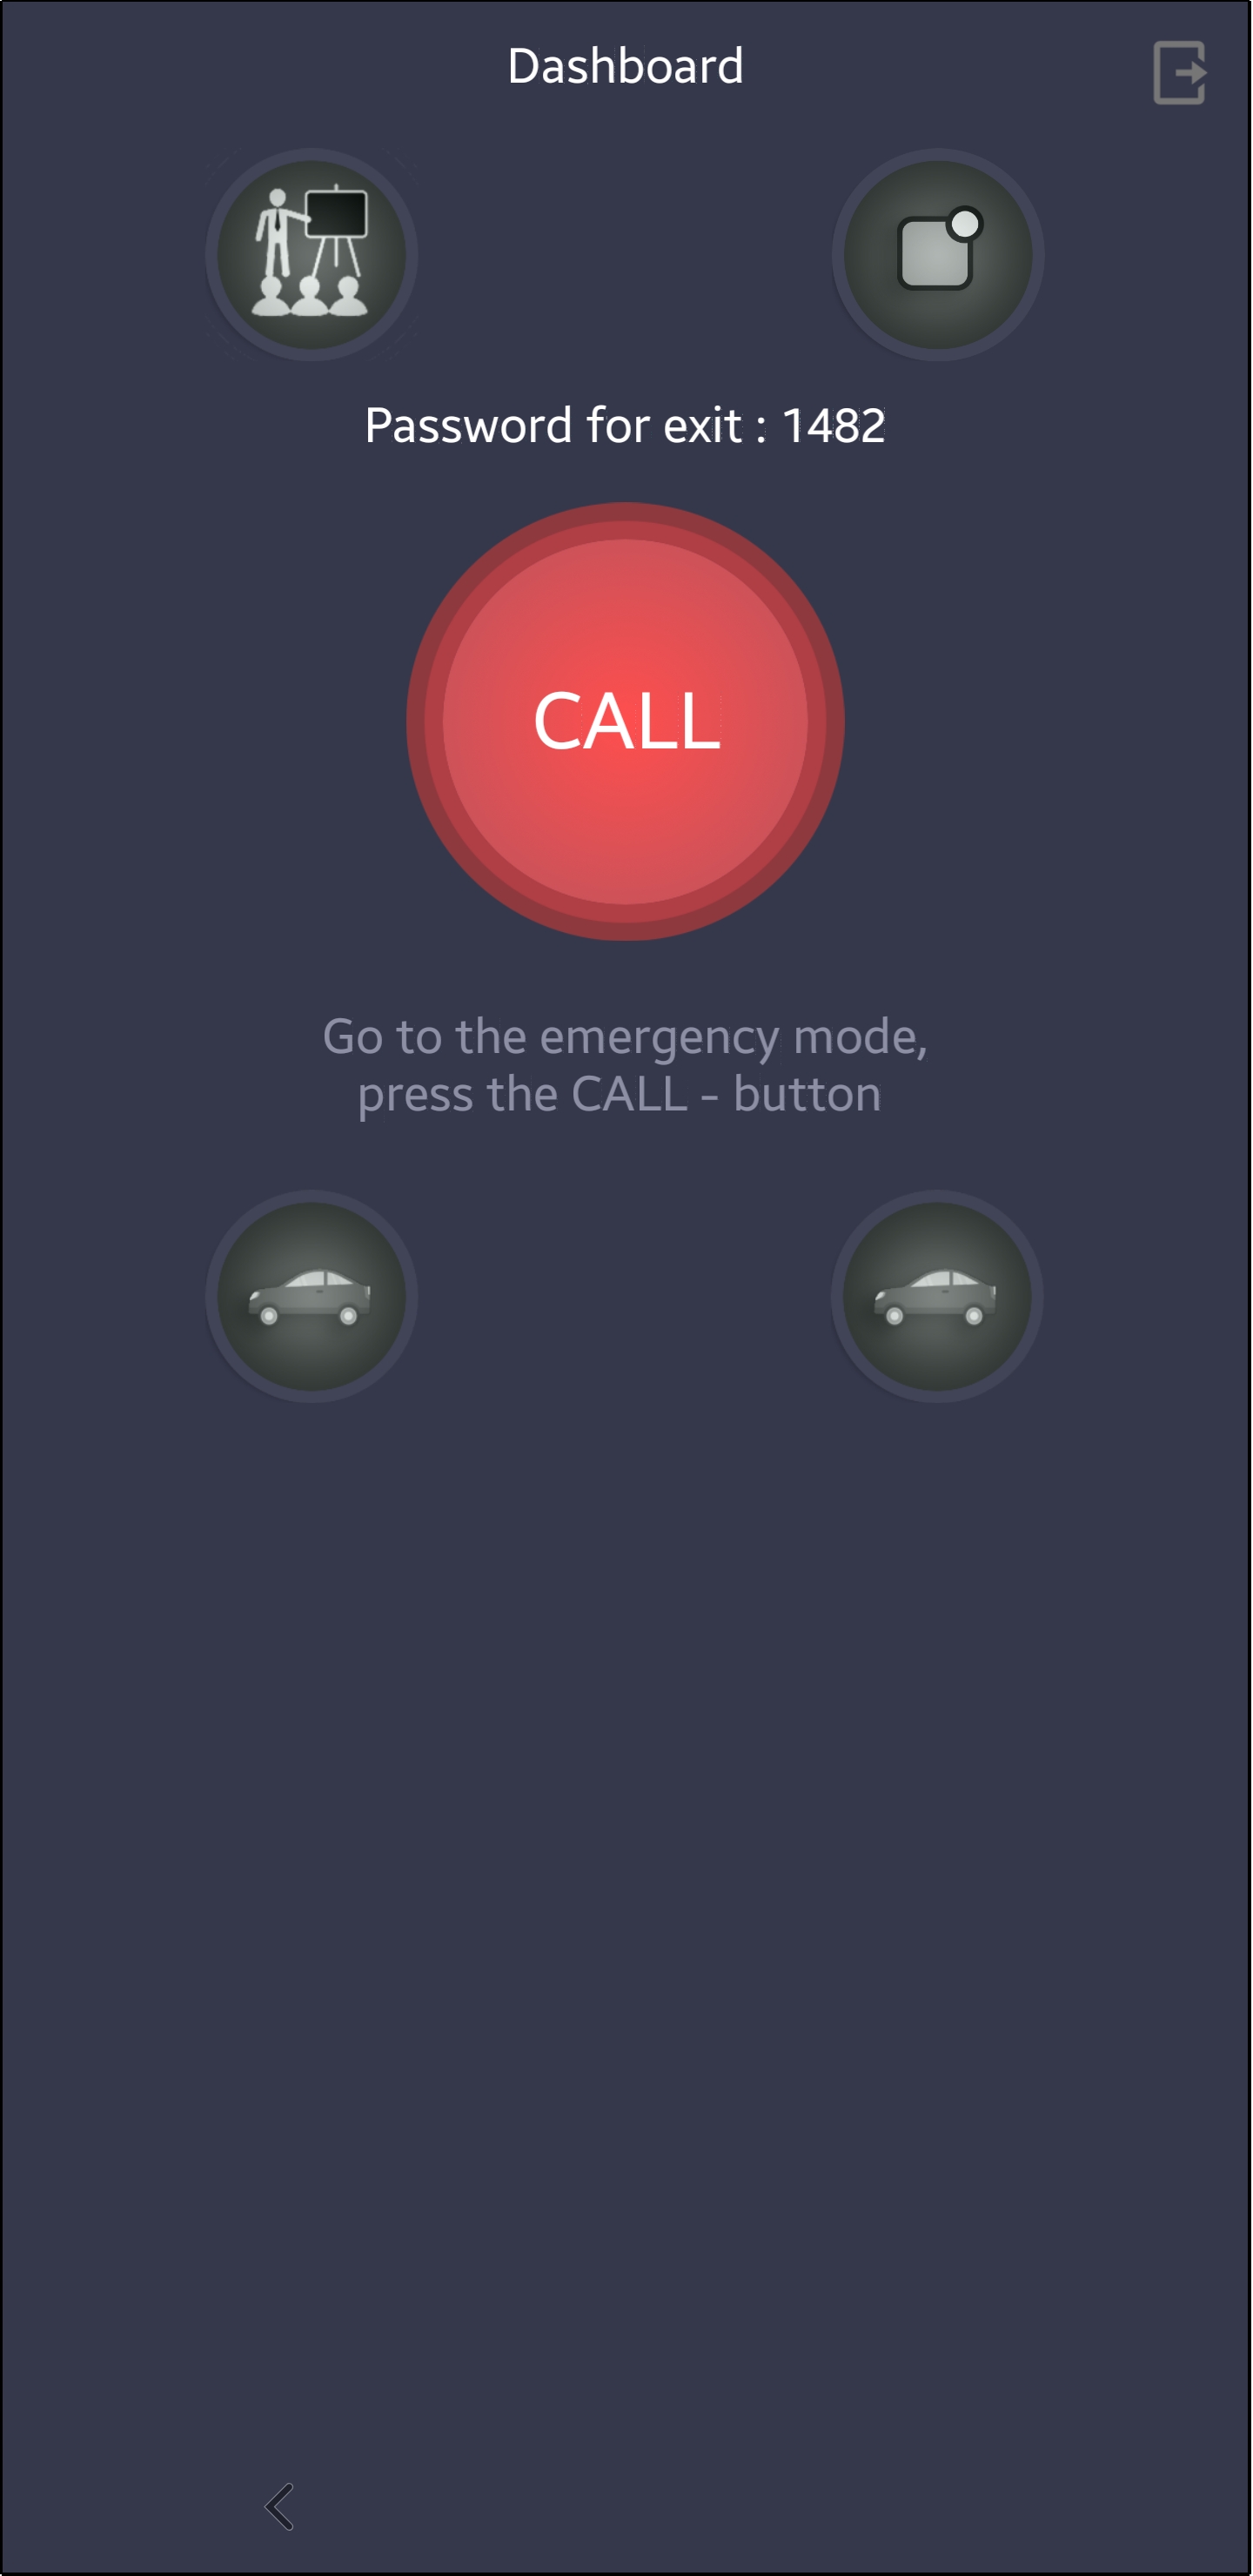 Dashboard
Password for exit : 1482
CALL
Go to the emergency mode,
press the CALL - button